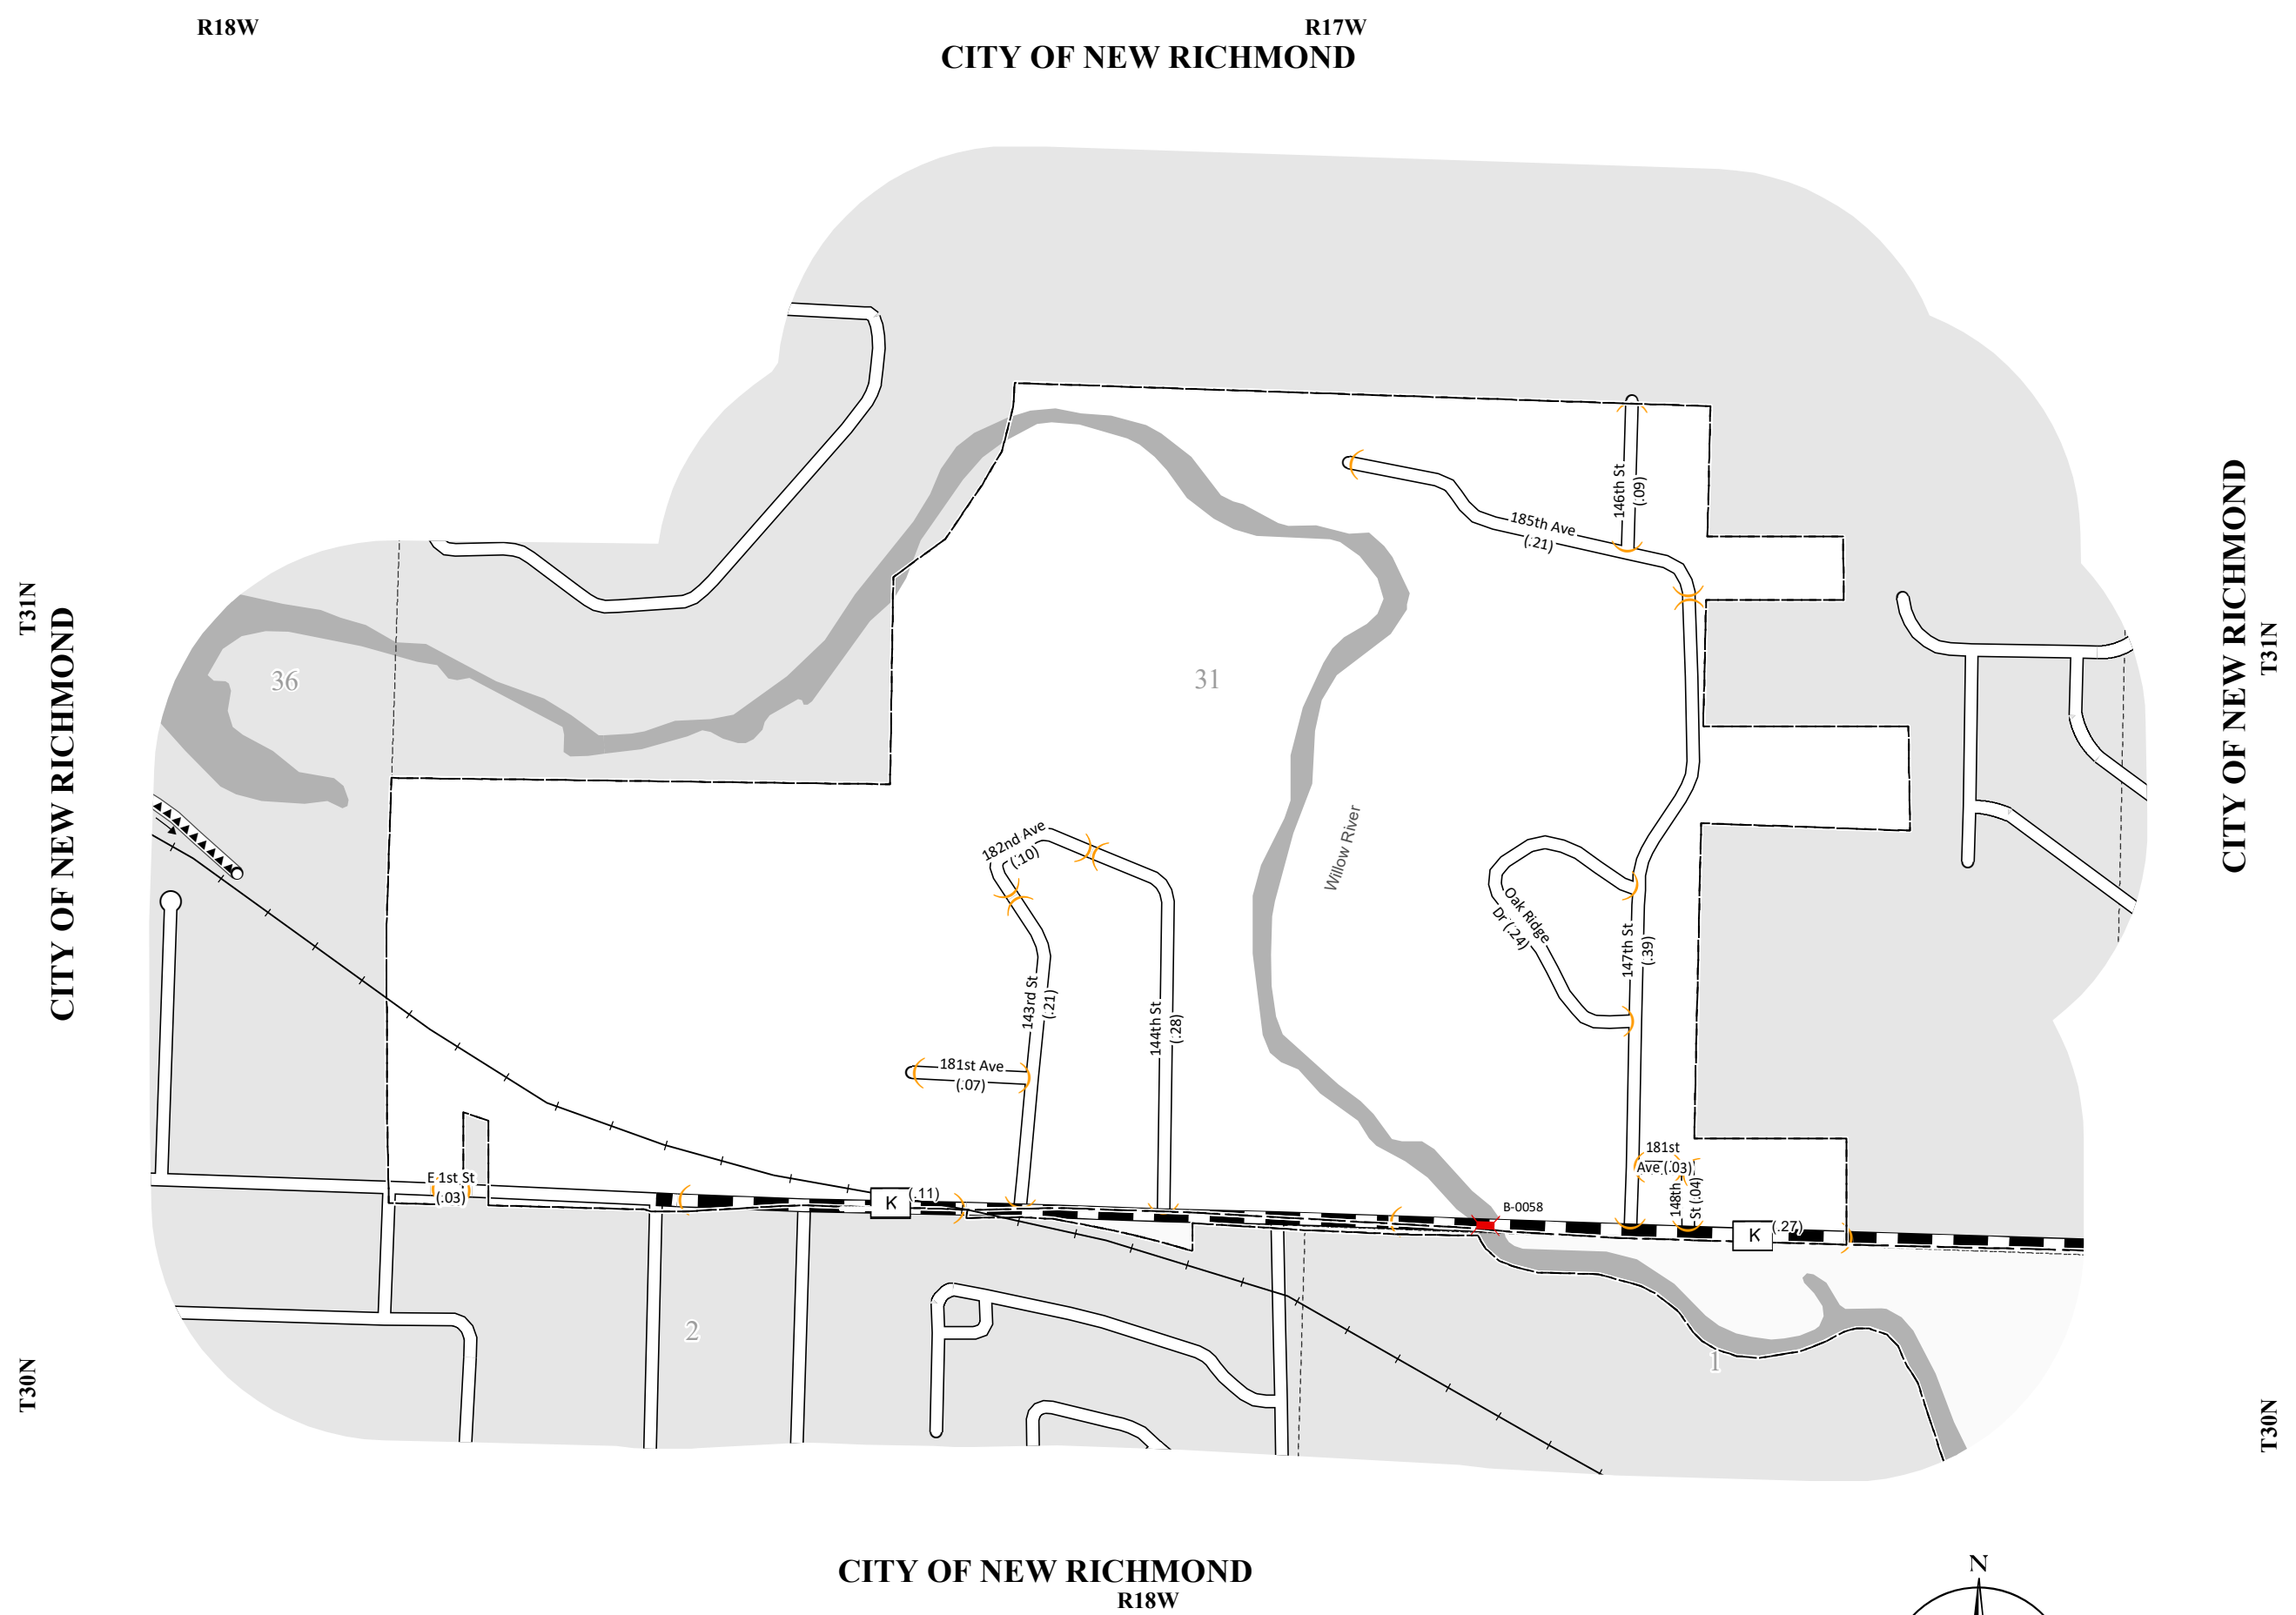 R18W
R17W
CITY OF NEW RICHMOND
146th St
(.09)
185th Ave
(.21)
T31N
CITY OF NEW RICHMOND
36
31
CITY OF NEW RICHMOND
T31N
Willow River
182nd Ave
(.10)
Oak Ridge
Dr (.24)
147th St
(.39)
143rd St
(.21)
144th St
(.28)
181st Ave
(.07)
181st
Ave (.03)
148th
St (.04)
E 1st St
(.03)
K
(.11)
B-0058
K
(.27)
2
1
T30N
T30N
CITY OF NEW RICHMOND
R18W
N